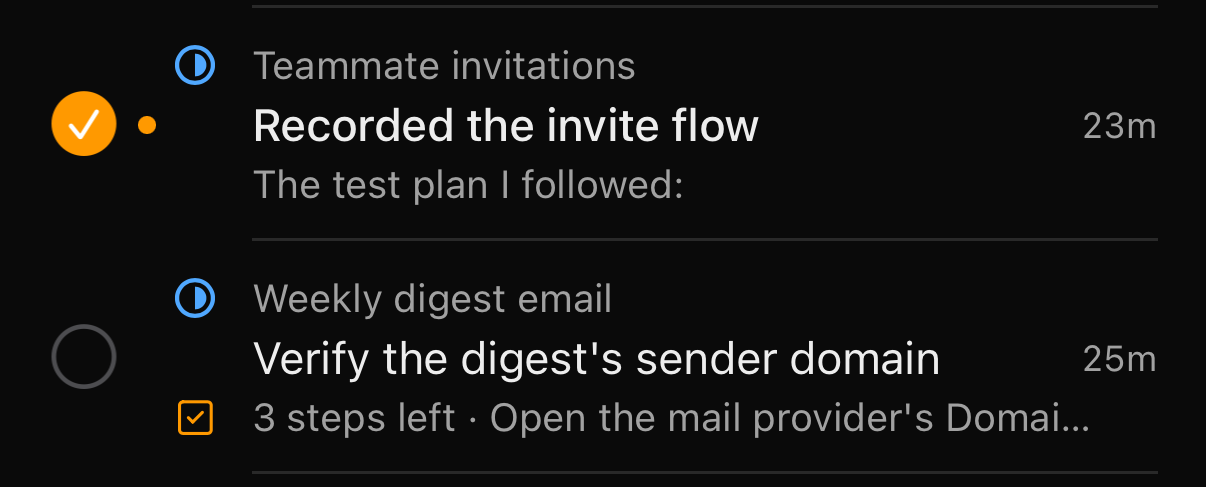 Teammate invitations
Recorded the invite flow
23m
The test plan I followed:
Weekly digest email
Verify the digest's sender domain
25m
3 steps left · Open the mail provider's Domai...